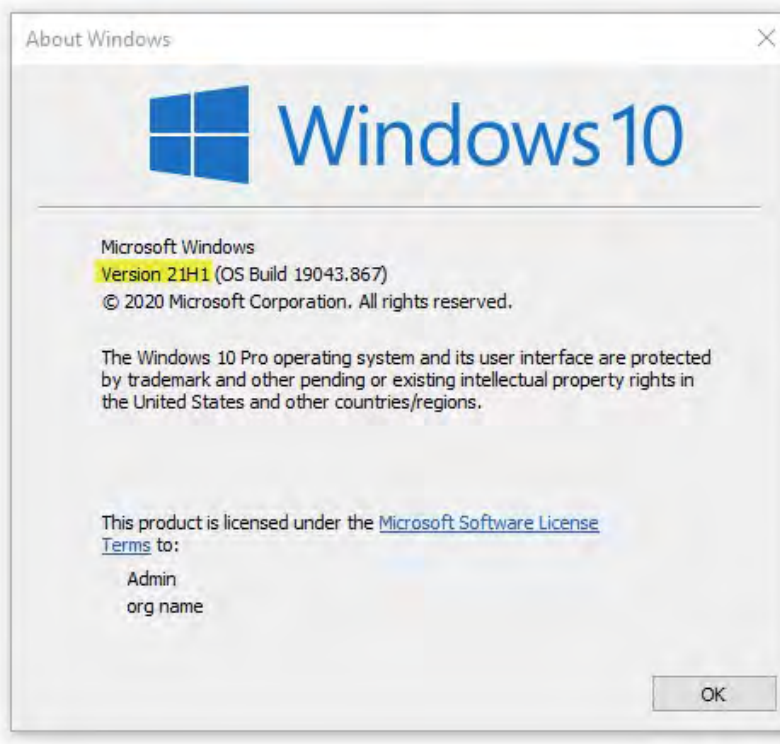 About Windows
Windows 10
Microsoft Windows
Version 21H1 (OS Build 19043.867)
© 2020 Microsoft Corporation. All rights reserved.
The Windows 10 Pro operating system and its user interface are protected
by trademark and other pending or existing intellectual property rights in
the United States and other countries/regions.
This product is licensed under the Microsoft Software License
Terms to:
Admin
org name
OK